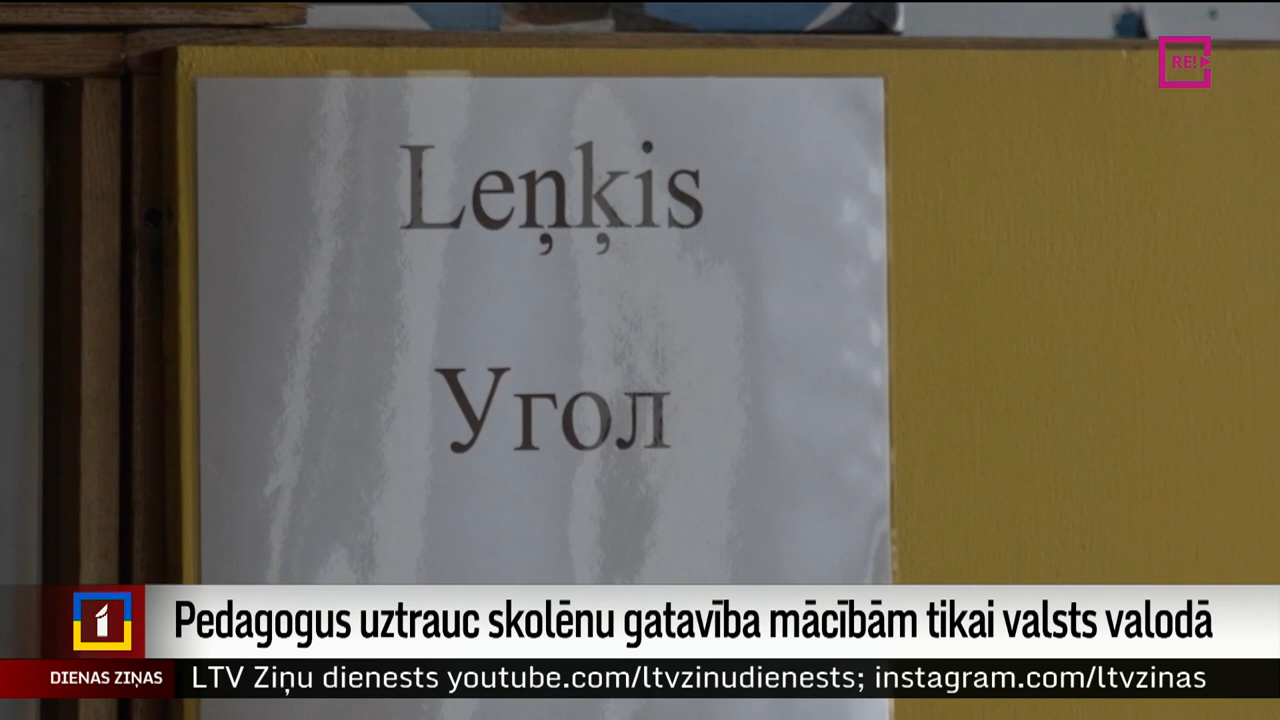 RE!
Leņķis
Угол
1
Pedagogus uztrauc skolēnu gatavība mācībām tikai valsts valodā
DIENAS ZIŅAS
LTV Ziņu dienests youtube.com/ltvzinudienests; instagram.com/ltvzinas